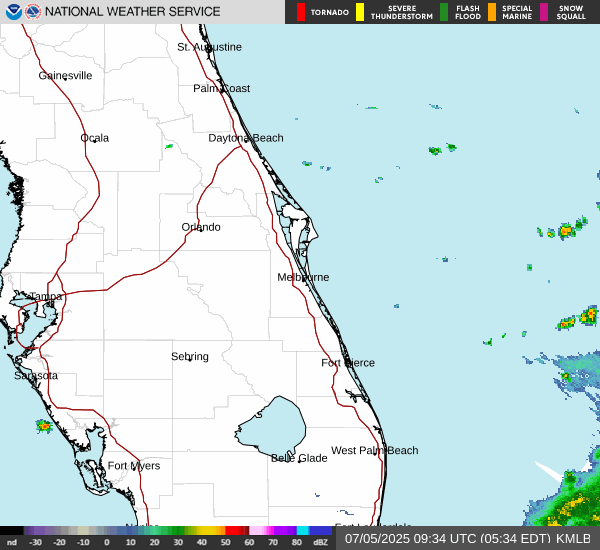 NATIONAL WEATHER SERVICE
TORNADO
SEVERE THUNDERSTORM
FLASH FLOOD
SPECIAL MARINE
SNOW SQUALL
St. Augustine
Gainesville
Palm Coast
Ocala
Daytona Beach
Orlando
Melbourne
Tampa
Sebring
Fort Pierce
Sarasota
West Palm Beach
Belle Glade
Fort Myers
nd -30 -20 -10 0 10 20 30 40 50 60 70 80 dBZ
07/05/2025 09:34 UTC (05:34 EDT) KMLB